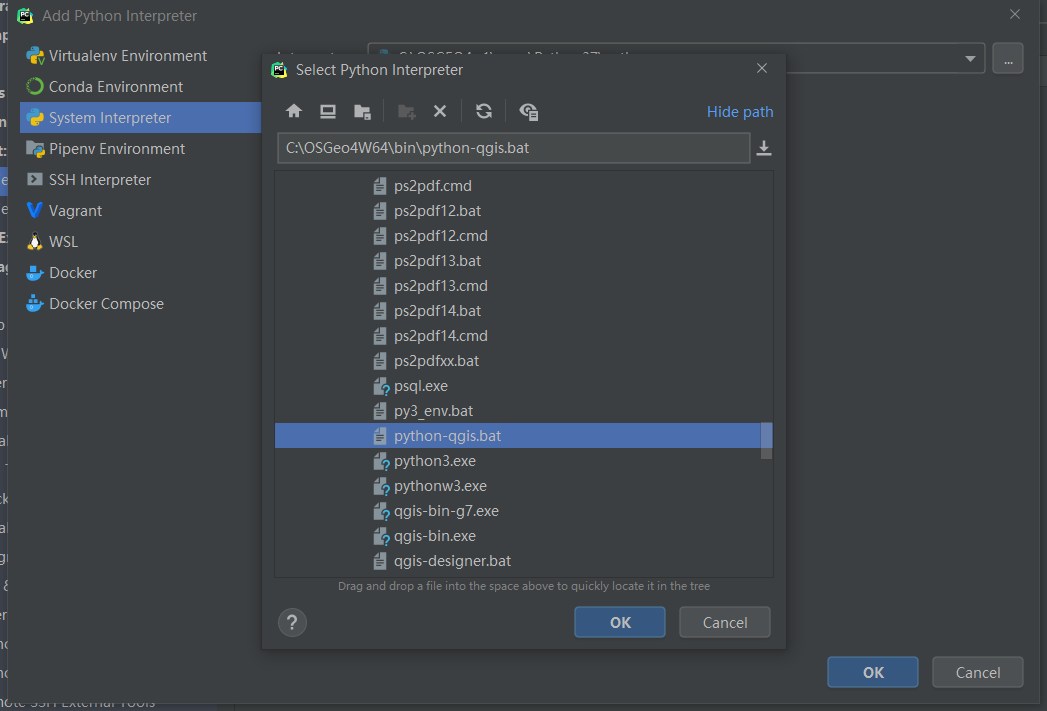 Add Python Interpreter
Virtualenv Environment
Conda Environment
System Interpreter
Pipenv Environment
SSH Interpreter
Vagrant
WSL
Docker
Docker Compose
...
Select Python Interpreter
Hide path
C:\OSGeo4W64\bin\python-qgis.bat
ps2pdf.cmd
ps2pdf12.bat
ps2pdf12.cmd
ps2pdf13.bat
ps2pdf13.cmd
ps2pdf14.bat
ps2pdf14.cmd
ps2pdfxx.bat
psql.exe
py3_env.bat
python-qgis.bat
python3.exe
pythonw3.exe
qgis-bin-g7.exe
qgis-bin.exe
qgis-designer.bat
Drag and drop a file into the space above to quickly locate it in the tree
?
OK
Cancel
OK
Cancel
SSH External Tools